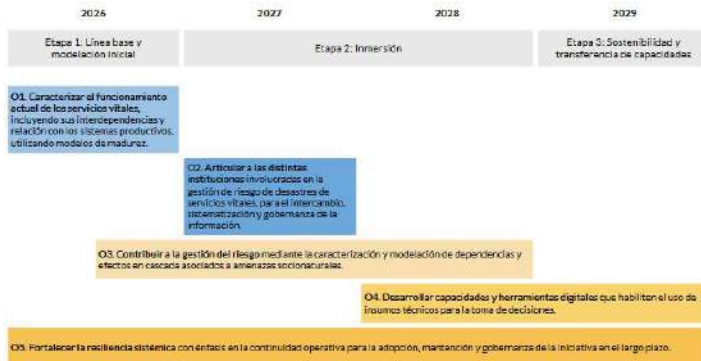 2026
2027
2028
2029
Etapa 1: Línea base y
modelación inicial
Etapa 2: Inmersión
Etapa 3: Sostenibilidad y
transferencia de capacidades
O1. Caracterizar el funcionamiento
actual de los servicios vitales,
incluyendo sus interdependencias y
relación con los sistemas productivos,
utilizando modelos de madurez.
O2. Articular a las distintas
instituciones involucradas en la
gestión de riesgo de desastres de
servicios vitales, para el intercambio,
sistematización y gobernanza de la
información.
O3. Contribuir a la gestión del riesgo mediante la caracterización y modelación de dependencias y
efectos en cascada asociados a amenazas socionaturales.
O4. Desarrollar capacidades y herramientas digitales que habiliten el uso de
insumos técnicos para la toma de decisiones.
O5. Fortalecer la resiliencia sistémica con énfasis en la continuidad operativa para la adopción, mantención y gobernanza de la iniciativa en el largo plazo.